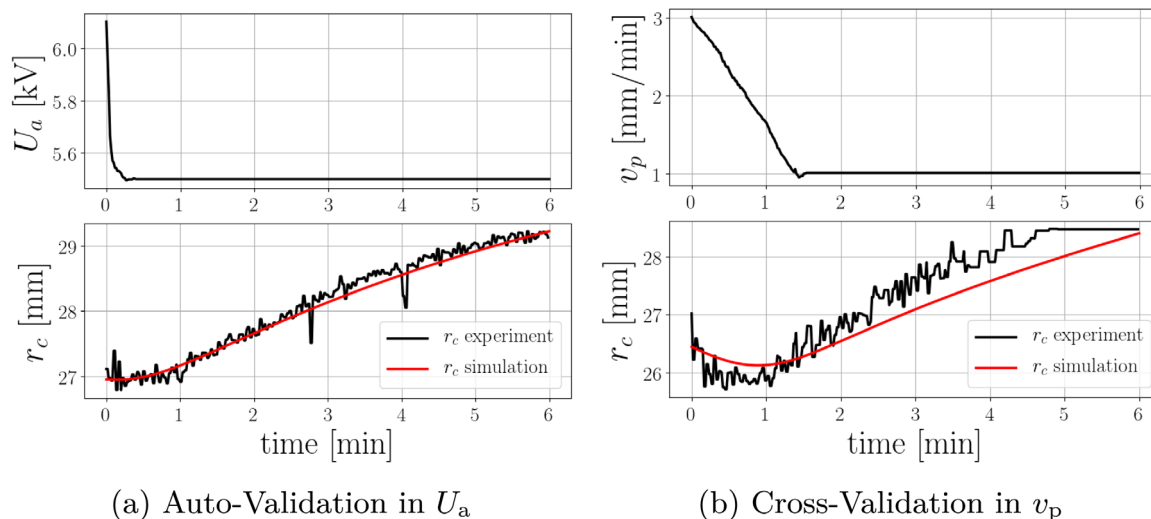 U_a [kV]
6.0
5.8
5.6
0 1 2 3 4 5 6
r_c [mm]
29
28
27
r_c experiment
r_c simulation
0 1 2 3 4 5 6
time [min]
(a) Auto-Validation in U_a
v_p [mm/min]
3
2
1
0 1 2 3 4 5 6
r_c [mm]
28
27
26
r_c experiment
r_c simulation
0 1 2 3 4 5 6
time [min]
(b) Cross-Validation in v_p